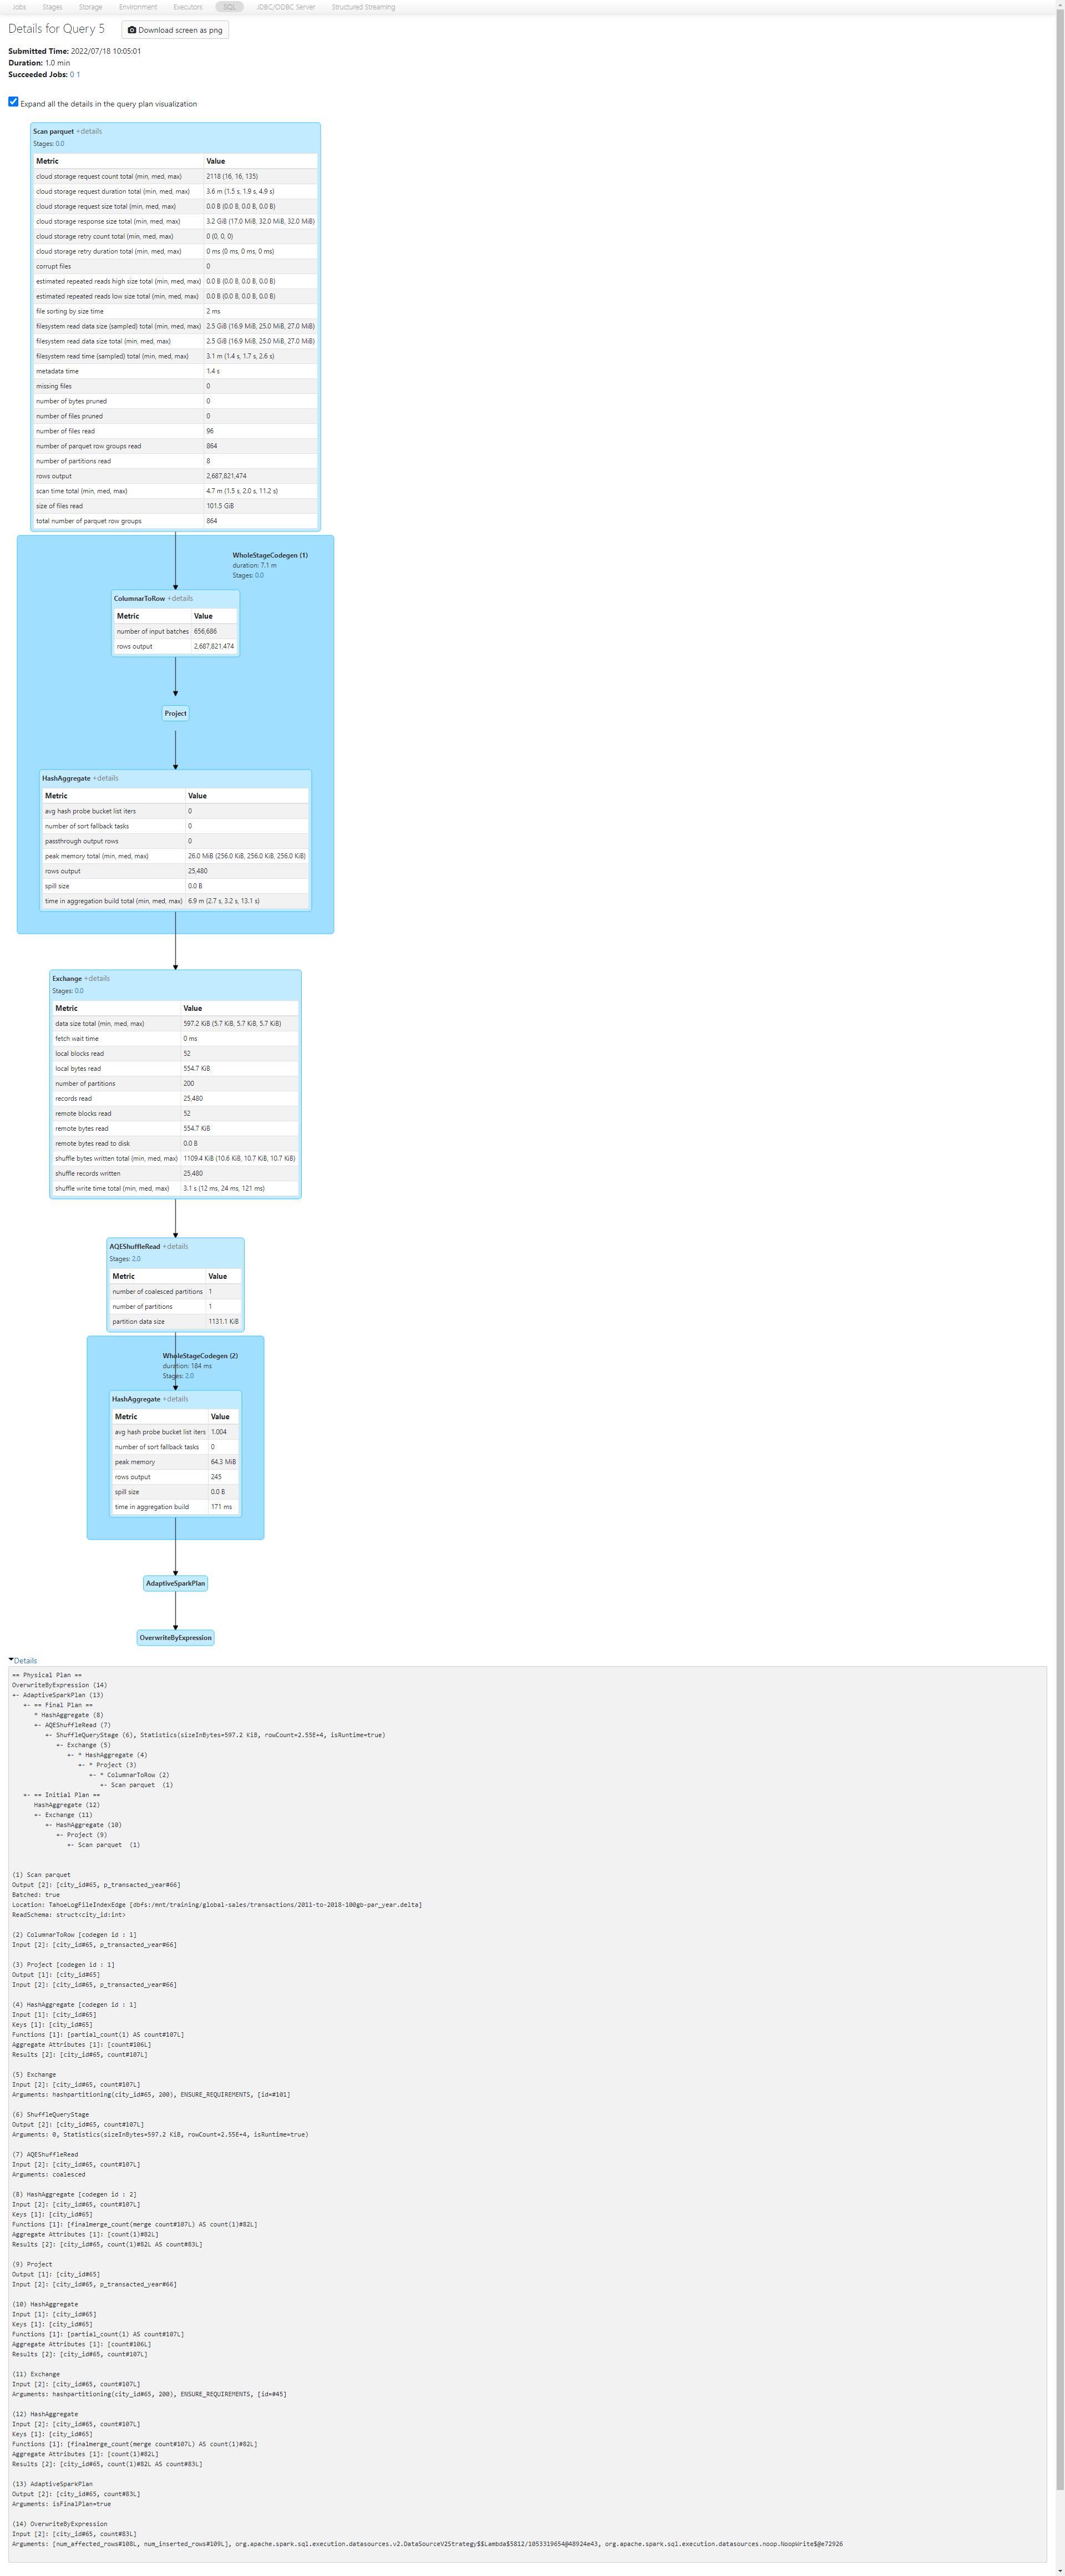 Jobs Stages Storage Environment Executors SQL JDBC/ODBC Server Structured Streaming
Details for Query 5 Download screen as png
Submitted Time: 2022/07/18 10:05:01
Duration: 1.0 min
Succeeded Jobs: 0 1
Expand all the details in the query plan visualization
Scan parquet +details
Stages: 0.0
Metric Value
cloud storage request count total (min, med, max) 2118 (16, 16, 135)
cloud storage request duration total (min, med, max) 3.6 m (1.5 s, 1.9 s, 4.9 s)
cloud storage request size total (min, med, max) 0.0 B (0.0 B, 0.0 B, 0.0 B)
cloud storage response size total (min, med, max) 3.2 GiB (17.0 MiB, 32.0 MiB, 32.0 MiB)
cloud storage retry count total (min, med, max) 0 (0, 0, 0)
cloud storage retry duration total (min, med, max) 0 ms (0 ms, 0 ms, 0 ms)
corrupt files 0
estimated repeated reads high size total (min, med, max) 0.0 B (0.0 B, 0.0 B, 0.0 B)
estimated repeated reads low size total (min, med, max) 0.0 B (0.0 B, 0.0 B, 0.0 B)
file sorting by size time 2 ms
filesystem read data size (sampled) total (min, med, max) 2.5 GiB (16.9 MiB, 25.0 MiB, 27.0 MiB)
filesystem read data size total (min, med, max) 2.5 GiB (16.9 MiB, 25.0 MiB, 27.0 MiB)
filesystem read time (sampled) total (min, med, max) 3.1 m (1.4 s, 1.7 s, 2.6 s)
metadata time 1.4 s
missing files 0
number of bytes pruned 0
number of files pruned 0
number of files read 96
number of parquet row groups read 864
number of partitions read 8
rows output 2,687,821,474
scan time total (min, med, max) 4.7 m (1.5 s, 2.0 s, 11.2 s)
size of files read 101.5 GiB
total number of parquet row groups 864
WholeStageCodegen (1)
duration: 7.1 m
Stages: 0.0
ColumnarToRow +details
Metric Value
number of input batches 656,686
rows output 2,687,821,474
Project
HashAggregate +details
Metric Value
avg hash probe bucket list iters 0
number of sort fallback tasks 0
passthrough output rows 0
peak memory total (min, med, max) 26.0 MiB (256.0 KiB, 256.0 KiB, 256.0 KiB)
rows output 25,480
spill size 0.0 B
time in aggregation build total (min, med, max) 6.9 m (2.7 s, 3.2 s, 13.1 s)
Exchange +details
Stages: 0.0
Metric Value
data size total (min, med, max) 597.2 KiB (5.7 KiB, 5.7 KiB, 5.7 KiB)
fetch wait time 0 ms
local blocks read 52
local bytes read 554.7 KiB
number of partitions 200
records read 25,480
remote blocks read 52
remote bytes read 554.7 KiB
remote bytes read to disk 0.0 B
shuffle bytes written total (min, med, max) 1109.4 KiB (10.6 KiB, 10.7 KiB, 10.7 KiB)
shuffle records written 25,480
shuffle write time total (min, med, max) 3.1 s (12 ms, 24 ms, 121 ms)
AQEShuffleRead +details
Stages: 2.0
Metric Value
number of coalesced partitions 1
number of partitions 1
partition data size 1131.1 KiB
WholeStageCodegen (2)
duration: 184 ms
Stages: 2.0
HashAggregate +details
Metric Value
avg hash probe bucket list iters 1.004
number of sort fallback tasks 0
peak memory 64.3 MiB
rows output 245
spill size 0.0 B
time in aggregation build 171 ms
AdaptiveSparkPlan
OverwriteByExpression
Details
== Physical Plan ==
OverwriteByExpression (14)
+- AdaptiveSparkPlan (13)
+- == Final Plan ==
* HashAggregate (8)
+- AQEShuffleRead (7)
+- ShuffleQueryStage (6), Statistics(sizeInBytes=597.2 KiB, rowCount=2.55E+4, isRuntime=true)
+- Exchange (5)
+- * HashAggregate (4)
+- * Project (3)
+- * ColumnarToRow (2)
+- Scan parquet (1)
+- == Initial Plan ==
HashAggregate (12)
+- Exchange (11)
+- HashAggregate (10)
+- Project (9)
+- Scan parquet (1)
(1) Scan parquet
Output [2]: [city_id#65, p_transacted_year#66]
Batched: true
Location: TahoeLogFileIndexEdge [dbfs:/mnt/training/global-sales/transactions/2011-to-2018-100gb-par_year.delta]
ReadSchema: struct<city_id:int>
(2) ColumnarToRow [codegen id : 1]
Input [2]: [city_id#65, p_transacted_year#66]
(3) Project [codegen id : 1]
Output [1]: [city_id#65]
Input [2]: [city_id#65, p_transacted_year#66]
(4) HashAggregate [codegen id : 1]
Input [1]: [city_id#65]
Keys [1]: [city_id#65]
Functions [1]: [partial_count(1) AS count#107L]
Aggregate Attributes [1]: [count#106L]
Results [2]: [city_id#65, count#107L]
(5) Exchange
Input [2]: [city_id#65, count#107L]
Arguments: hashpartitioning(city_id#65, 200), ENSURE_REQUIREMENTS, [id=#101]
(6) ShuffleQueryStage
Output [2]: [city_id#65, count#107L]
Arguments: 0, Statistics(sizeInBytes=597.2 KiB, rowCount=2.55E+4, isRuntime=true)
(7) AQEShuffleRead
Input [2]: [city_id#65, count#107L]
Arguments: coalesced
(8) HashAggregate [codegen id : 2]
Input [2]: [city_id#65, count#107L]
Keys [1]: [city_id#65]
Functions [1]: [finalmerge_count(merge count#107L) AS count(1)#82L]
Aggregate Attributes [1]: [count(1)#82L]
Results [2]: [city_id#65, count(1)#82L AS count#83L]
(9) Project
Output [1]: [city_id#65]
Input [2]: [city_id#65, p_transacted_year#66]
(10) HashAggregate
Input [1]: [city_id#65]
Keys [1]: [city_id#65]
Functions [1]: [partial_count(1) AS count#107L]
Aggregate Attributes [1]: [count#106L]
Results [2]: [city_id#65, count#107L]
(11) Exchange
Input [2]: [city_id#65, count#107L]
Arguments: hashpartitioning(city_id#65, 200), ENSURE_REQUIREMENTS, [id=#45]
(12) HashAggregate
Input [2]: [city_id#65, count#107L]
Keys [1]: [city_id#65]
Functions [1]: [finalmerge_count(merge count#107L) AS count(1)#82L]
Aggregate Attributes [1]: [count(1)#82L]
Results [2]: [city_id#65, count(1)#82L AS count#83L]
(13) AdaptiveSparkPlan
Output [2]: [city_id#65, count#83L]
Arguments: isFinalPlan=true
(14) OverwriteByExpression
Input [2]: [city_id#65, count#83L]
Arguments: [num_affected_rows#108L, num_inserted_rows#109L], org.apache.spark.sql.execution.datasources.v2.DataSourceV2Strategy$$Lambda$5812/1053319654@48924e43, org.apache.spark.sql.execution.datasources.noop.NoopWrite$@e72926